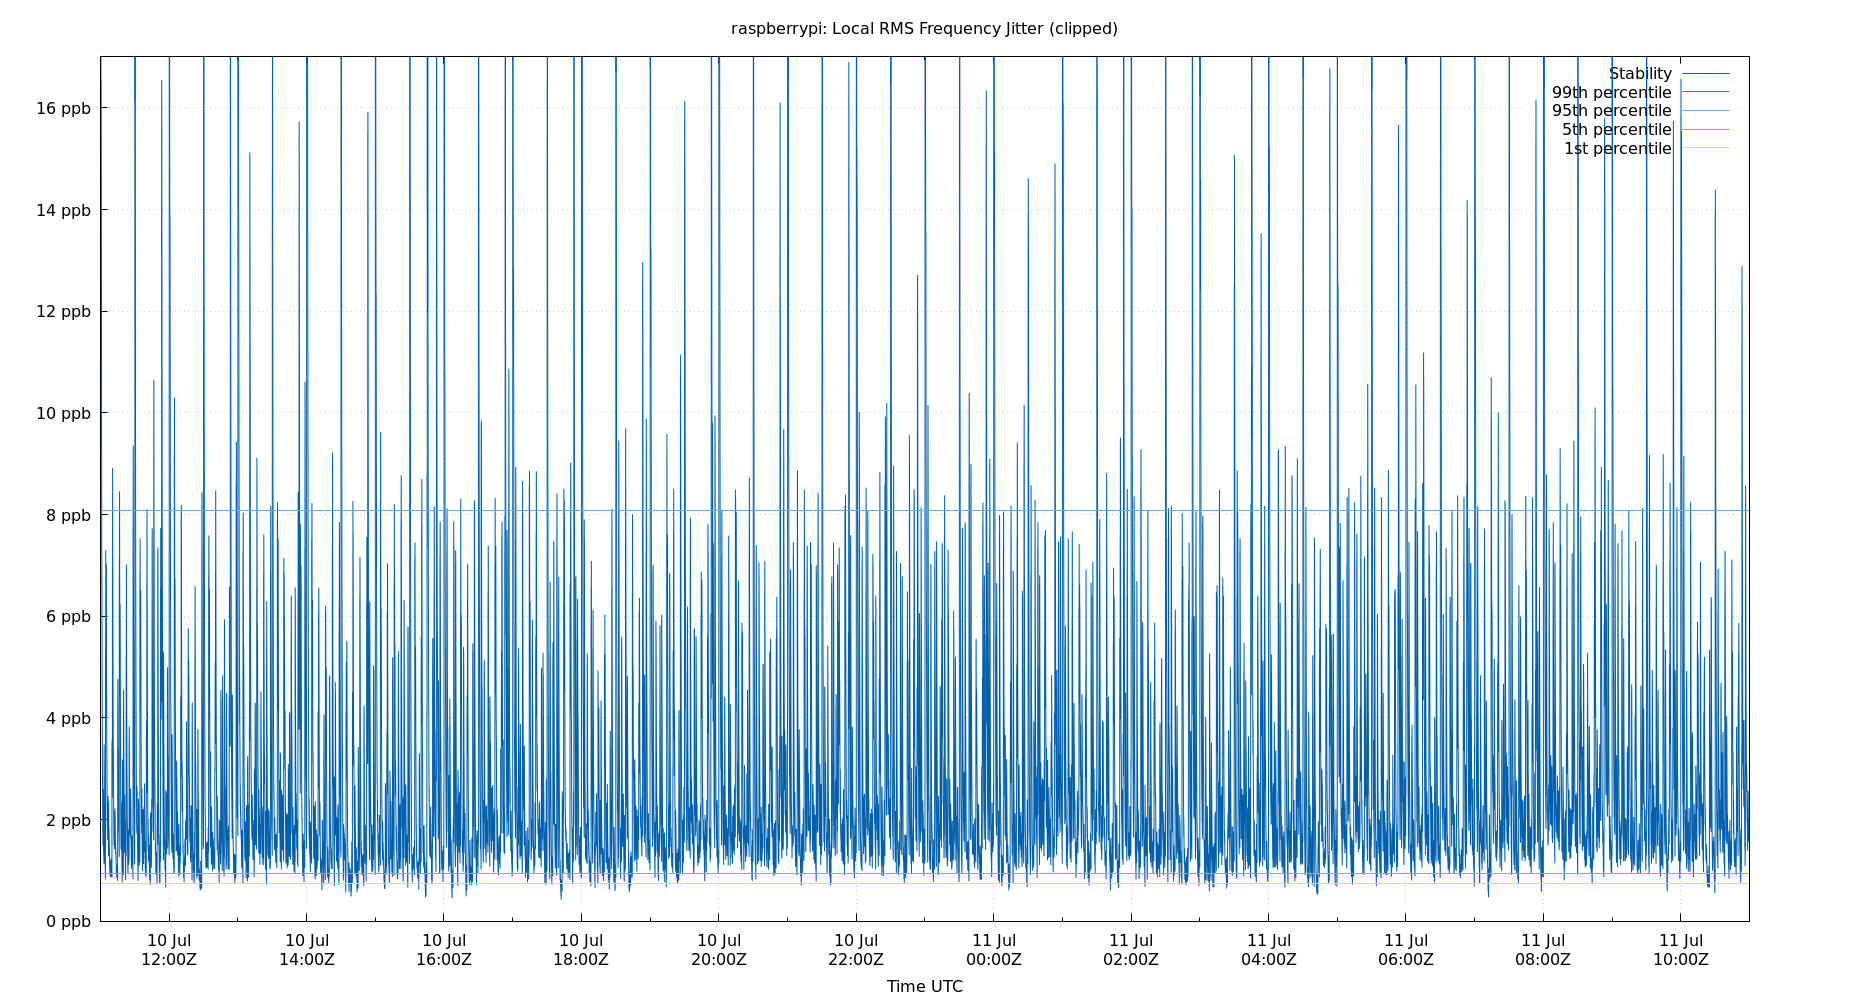 raspberrypi: Local RMS Frequency Jitter (clipped)
Stability
99th percentile
95th percentile
5th percentile
1st percentile
16 ppb
14 ppb
12 ppb
10 ppb
8 ppb
6 ppb
4 ppb
2 ppb
0 ppb
10 Jul 10 Jul 10 Jul 10 Jul 10 Jul 10 Jul 11 Jul 11 Jul 11 Jul 11 Jul 11 Jul 11 Jul
12:00Z 14:00Z 16:00Z 18:00Z 20:00Z 22:00Z 00:00Z 02:00Z 04:00Z 06:00Z 08:00Z 10:00Z
Time UTC